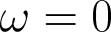 ω = 0